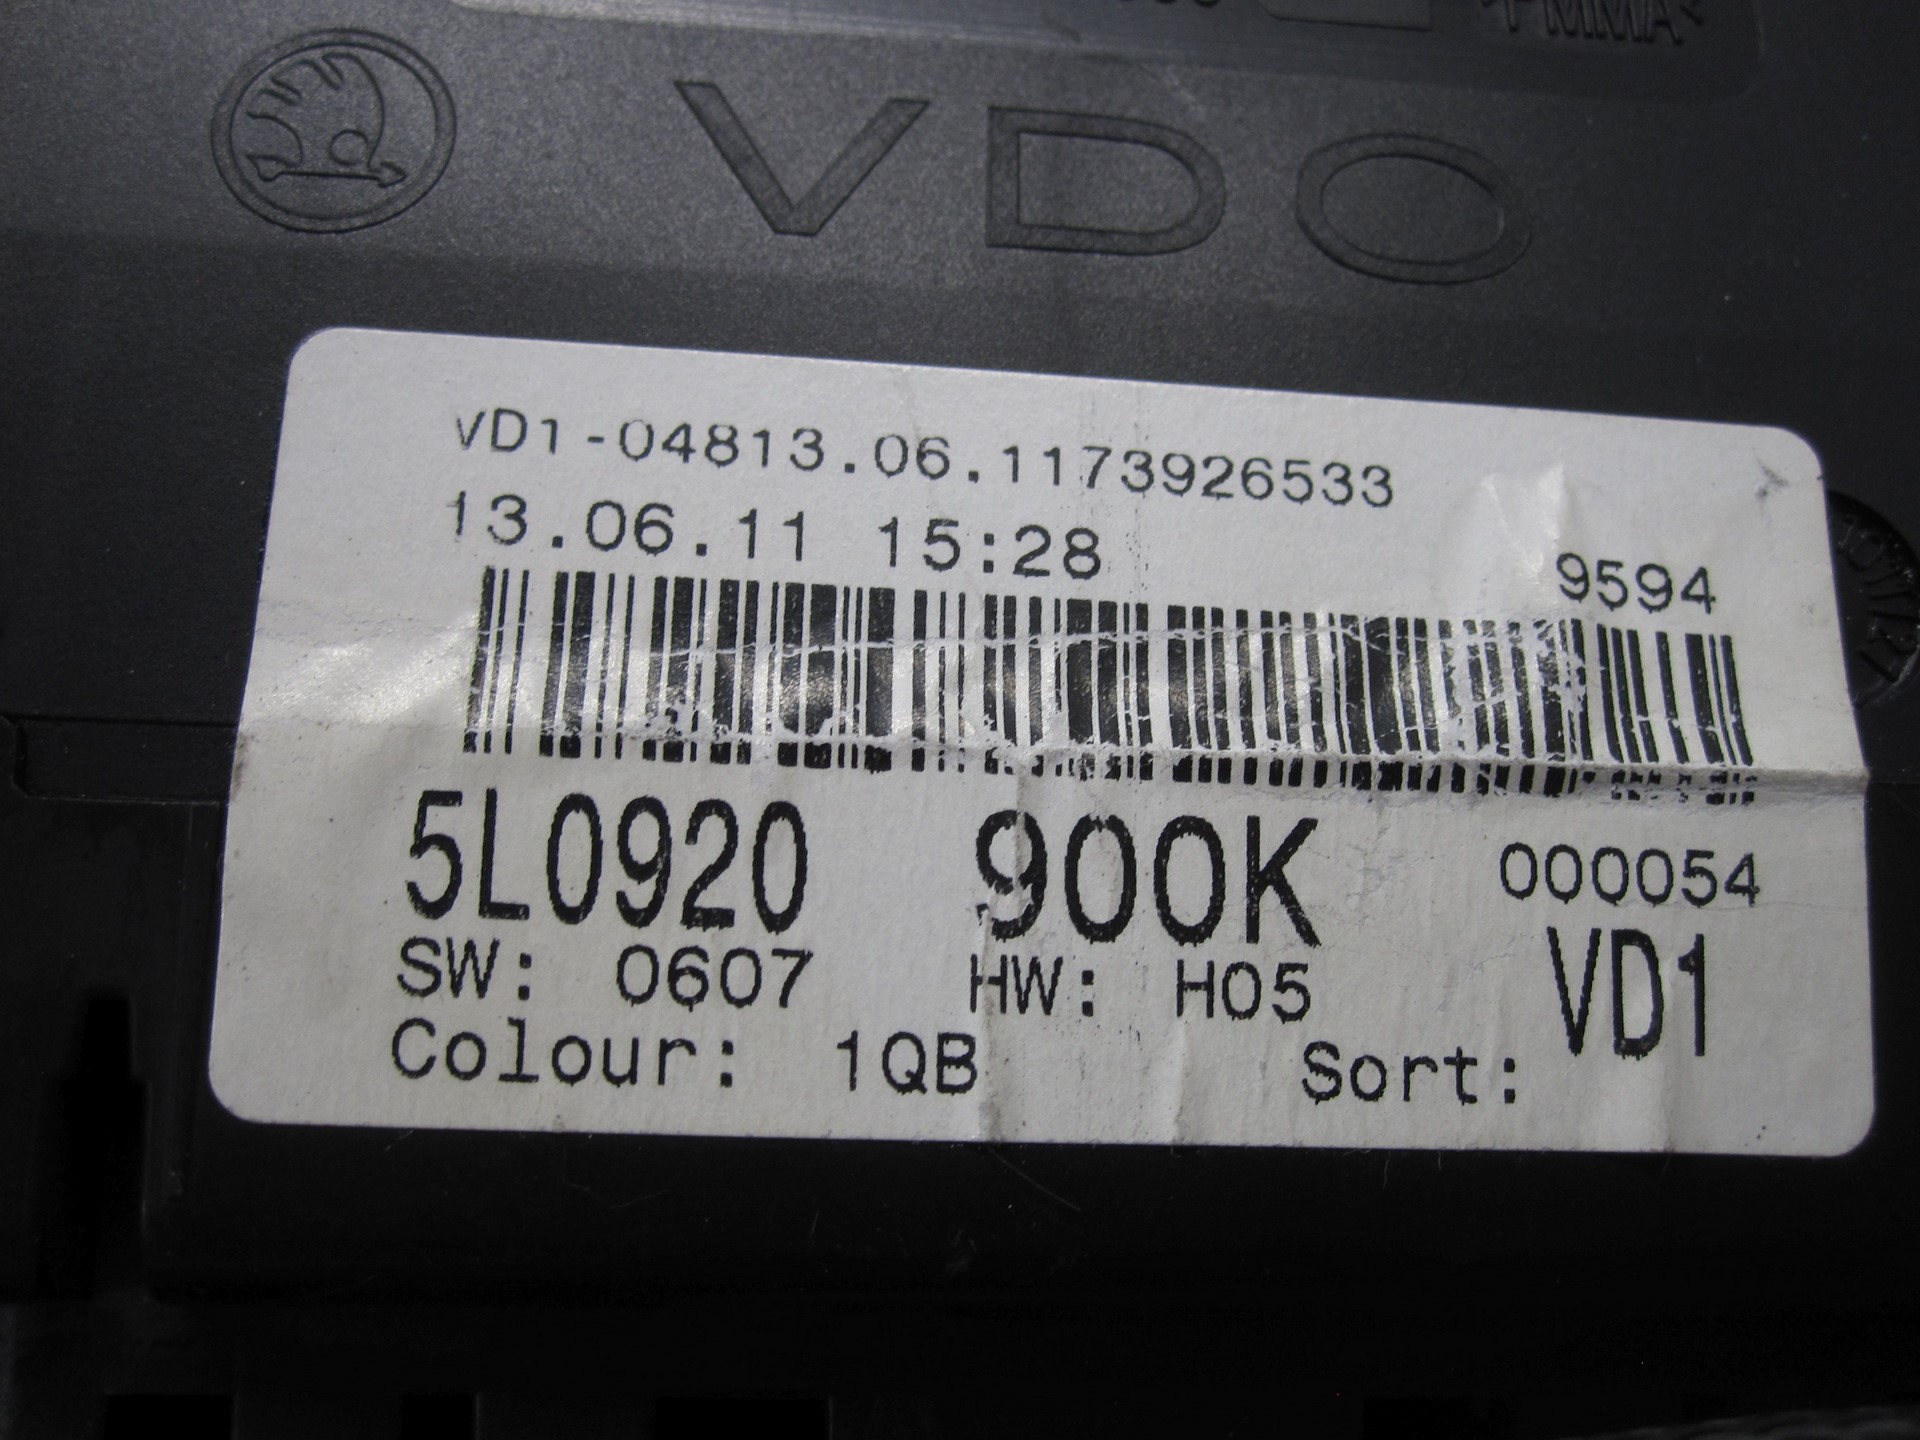 >PMMA<
VDO
VD1-04813.06.1173926533
13.06.11 15:28
9594
5L0920 900K 000054
SW: 0607 HW: H05 VD1
Colour: 1QB Sort: